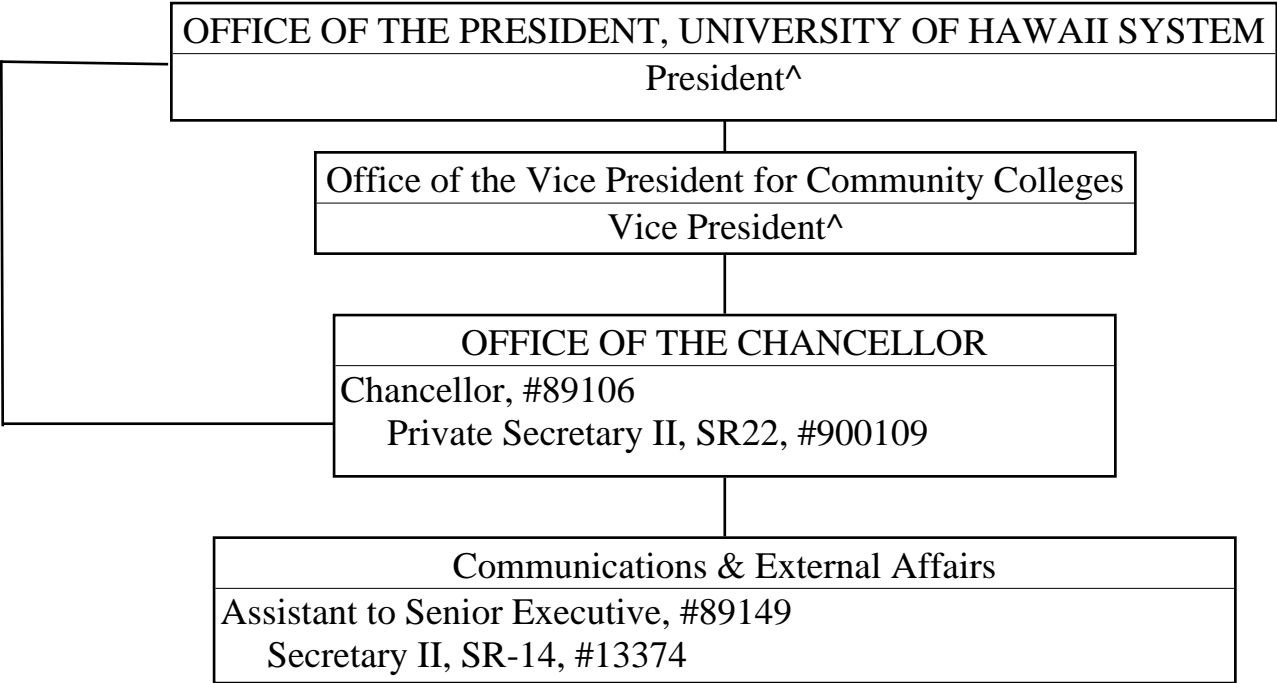 OFFICE OF THE PRESIDENT, UNIVERSITY OF HAWAII SYSTEM
President^
Office of the Vice President for Community Colleges
Vice President^
OFFICE OF THE CHANCELLOR
Chancellor, #89106
Private Secretary II, SR22, #900109
Communications & External Affairs
Assistant to Senior Executive, #89149
Secretary II, SR-14, #13374